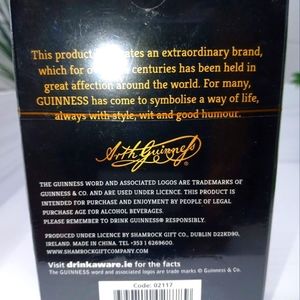 This product ates an extraordinary brand,
which for o centuries has been held in
great affection around the world. For many,
GUINNESS has come to symbolise a way of life,
always with style, wit and good humour.
Arth Guinness
THE GUINNESS WORD AND ASSOCIATED LOGOS ARE TRADEMARKS OF
GUINNESS & CO. AND ARE USED UNDER LICENCE. THIS PRODUCT IS
INTENDED FOR PURCHASE AND ENJOYMENT BY PEOPLE OF LEGAL
PURCHASE AGE FOR ALCOHOL BEVERAGES.
PLEASE REMEMBER TO DRINK GUINNESS® RESPONSIBLY.
PRODUCED UNDER LICENCE BY SHAMROCK GIFT CO., DUBLIN D22KD90,
IRELAND. MADE IN CHINA. TEL +353 1 6269600.
WWW.SHAMROCKGIFTCOMPANY.COM
Visit drinkaware.ie for the facts
The GUINNESS word and associated logos are trade marks © Guinness & Co.
Code: 02117